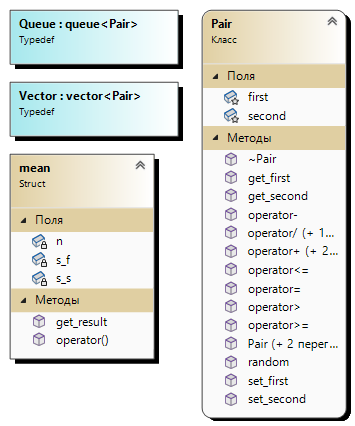 Queue : queue<Pair>
Typedef
Vector : vector<Pair>
Typedef
mean
Struct
Поля
n
s_f
s_s
Методы
get_result
operator()
Pair
Класс
Поля
first
second
Методы
~Pair
get_first
get_second
operator-
operator/ (+ 1...
operator+ (+ 2...
operator<=
operator=
operator>
operator>=
Pair (+ 2 перег...
random
set_first
set_second